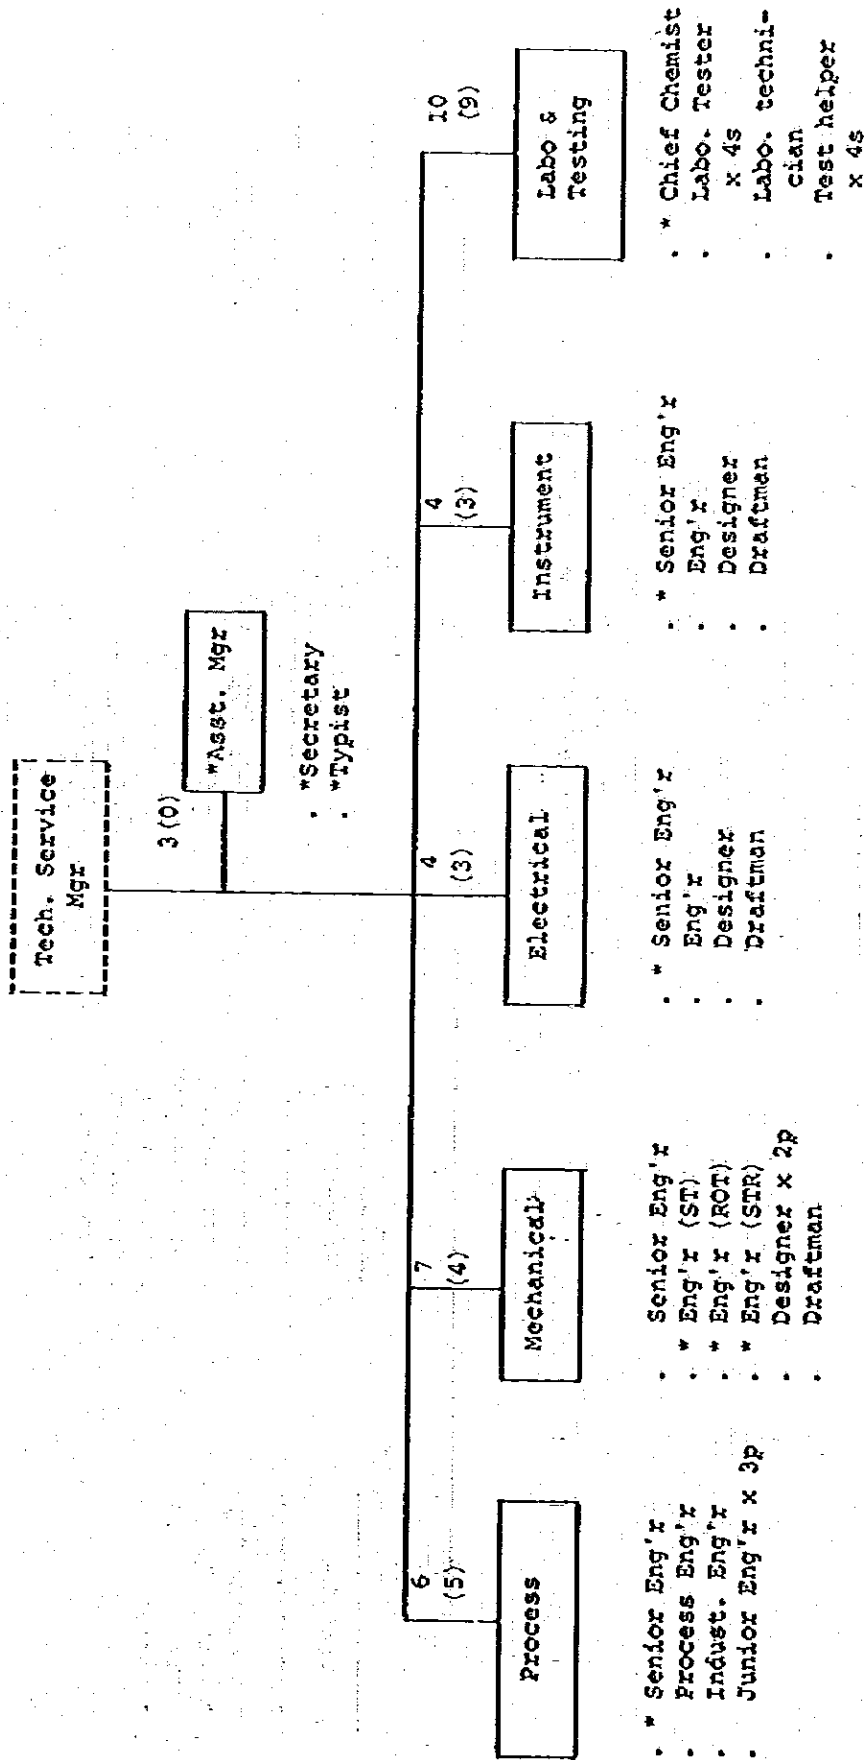 Tech. Service
Mgr
3(0)
*Asst. Mgr
. *Secretary
. *Typist
6
(5)
Process
. * Senior Eng'r
. Process Eng'r
. Indust. Eng'r
. Junior Eng'r x 3p
7
(4)
Mechanical
. Senior Eng'r
. * Eng'r (ST)
. * Eng'r (ROT)
. * Eng'r (STR)
. Designer x 2p
. Draftman
4
(3)
Electrical
. * Senior Eng'r
. Eng'r
. Designer
. Draftman
4
(3)
Instrument
. * Senior Eng'r
. Eng'r
. Designer
. Draftman
10
(9)
Labo &
Testing
. * Chief Chemist
. Labo. Tester
x 4s
. Labo. techni-
cian
. Test helper
x 4s